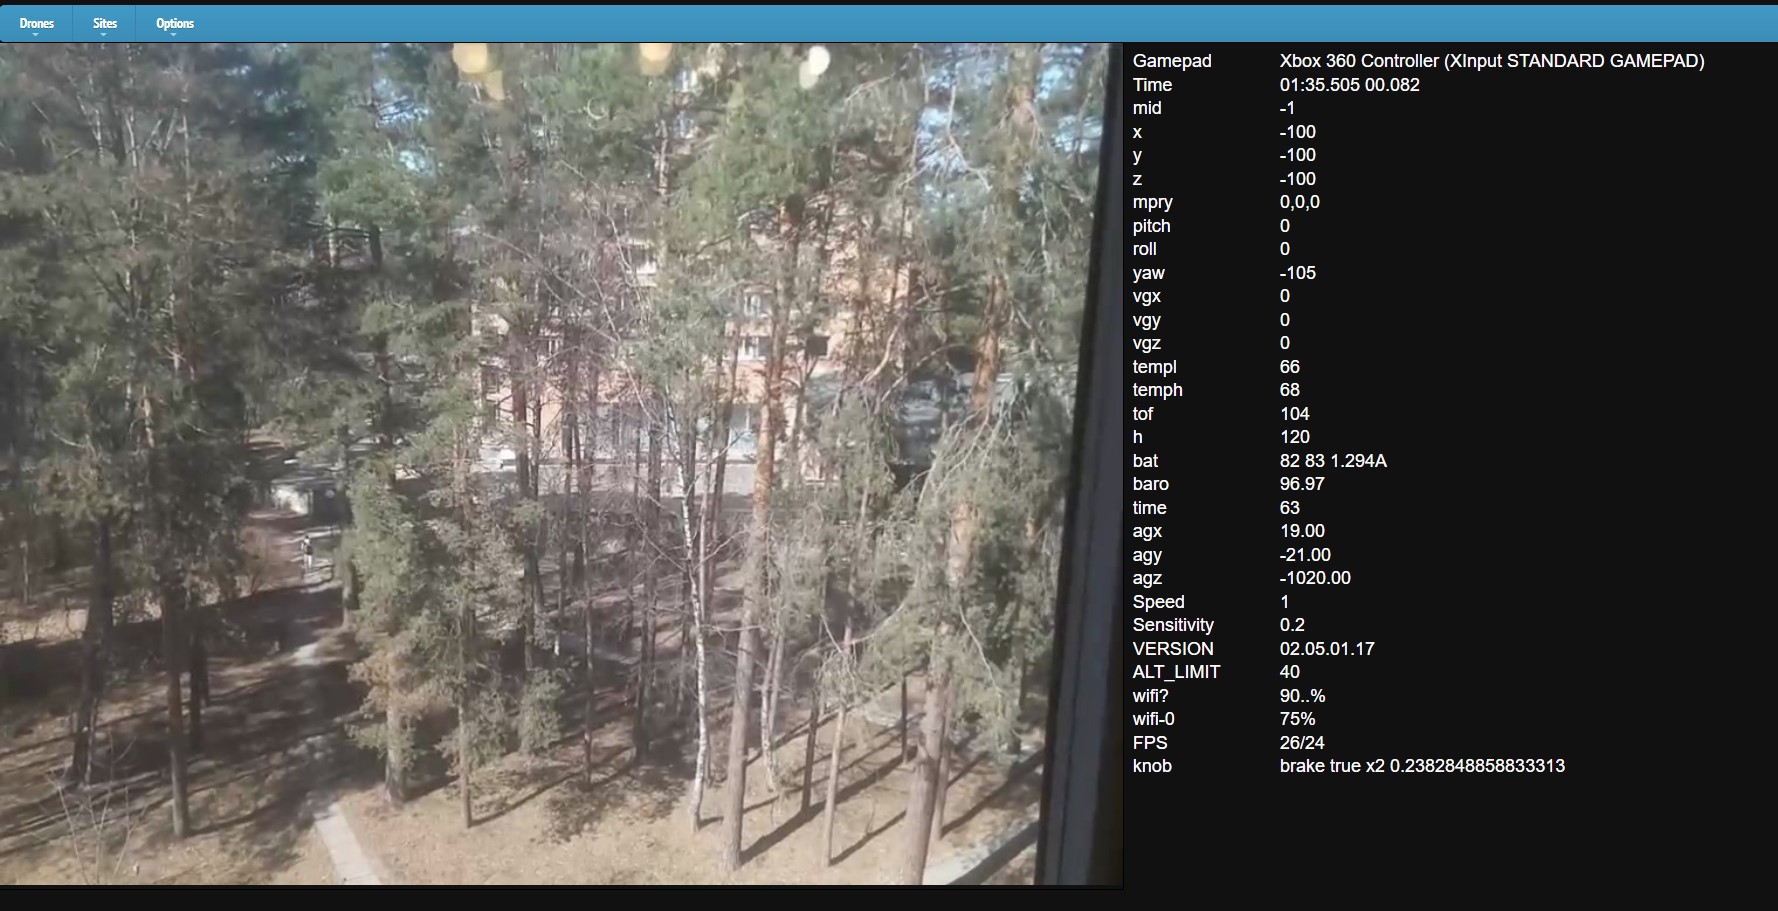 Drones Sites Options
Gamepad Xbox 360 Controller (XInput STANDARD GAMEPAD)
Time 01:35.505 00.082
mid -1
x -100
y -100
z -100
mpry 0,0,0
pitch 0
roll 0
yaw -105
vgx 0
vgy 0
vgz 0
templ 66
temph 68
tof 104
h 120
bat 82 83 1.294A
baro 96.97
time 63
agx 19.00
agy -21.00
agz -1020.00
Speed 1
Sensitivity 0.2
VERSION 02.05.01.17
ALT_LIMIT 40
wifi? 90..%
wifi-0 75%
FPS 26/24
knob brake true x2 0.2382848858833313